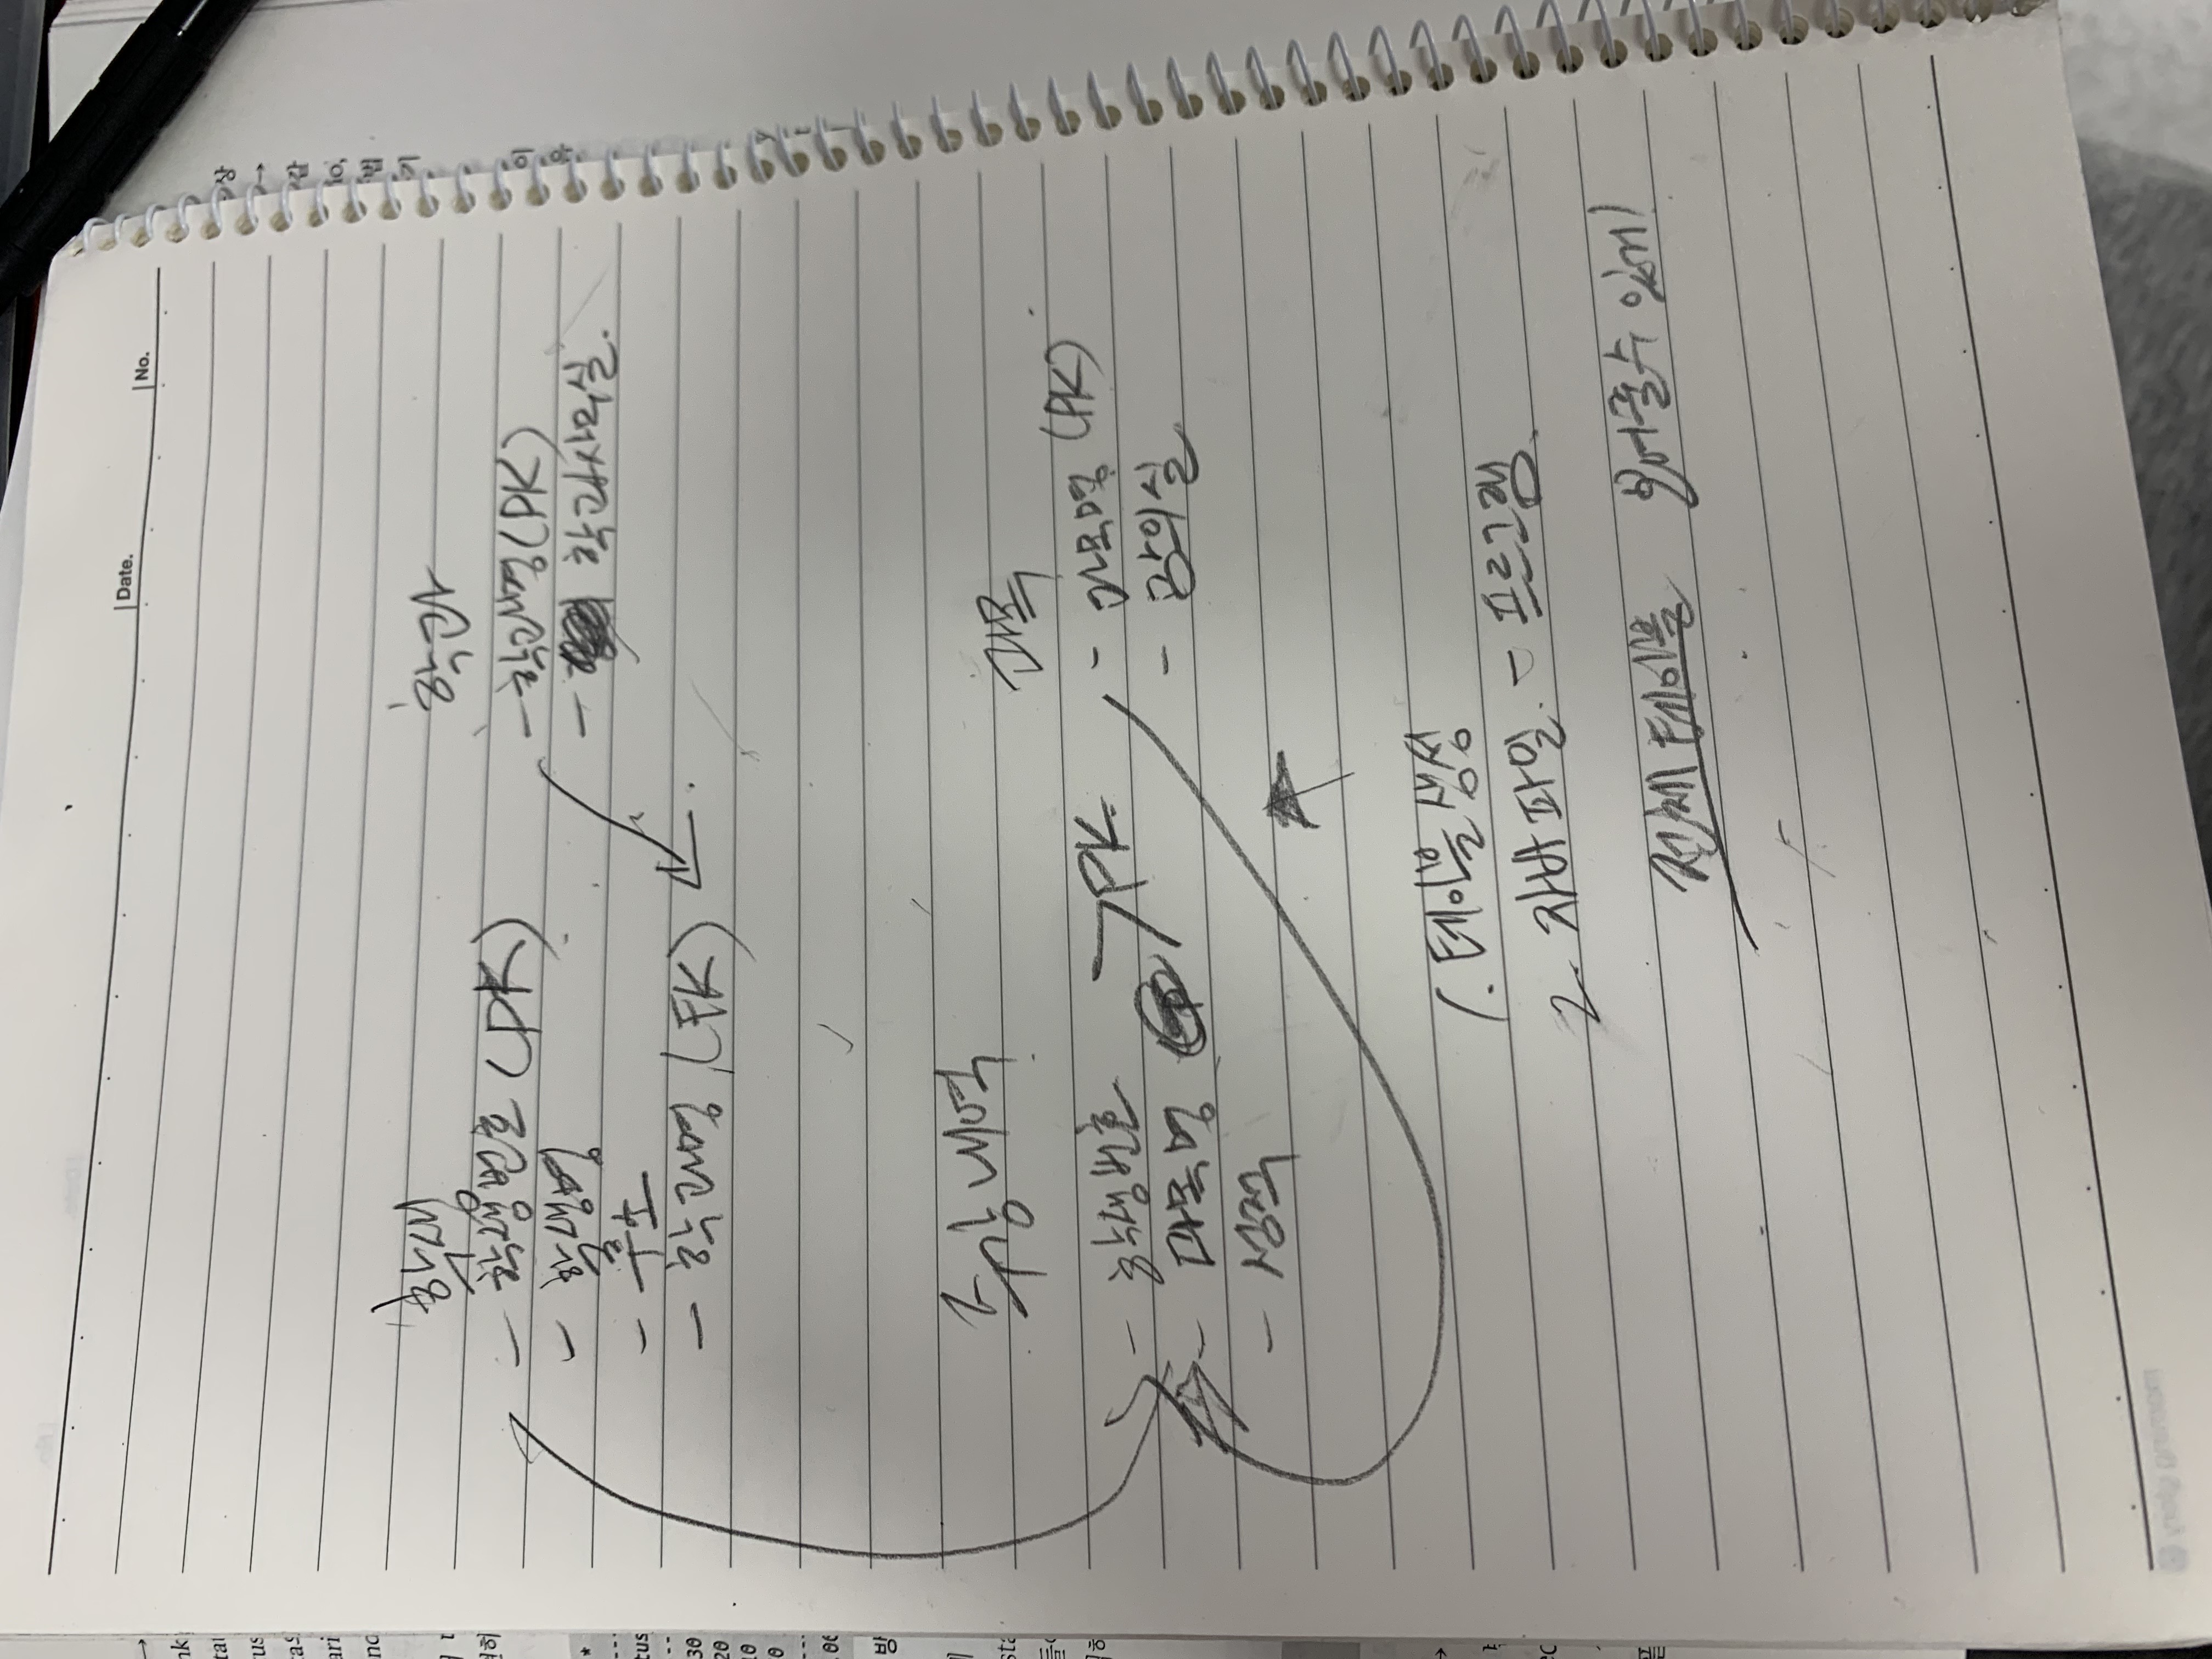 Date.
No.
학생
- 학생번호 (PK)
- 학생명
- 주소
- 학과명 (FK)
학과
- 학과명 (PK)
- 학과사무실.
수강내역
- 학생번호
- 과목명
> PK.
- 성적
과목
- 과목명 (PK)
- 강의실
1. 테이블 생성
2. 자바 파일. - 프로그램.
전체 테이블 보여줄수 있게!
morning glory